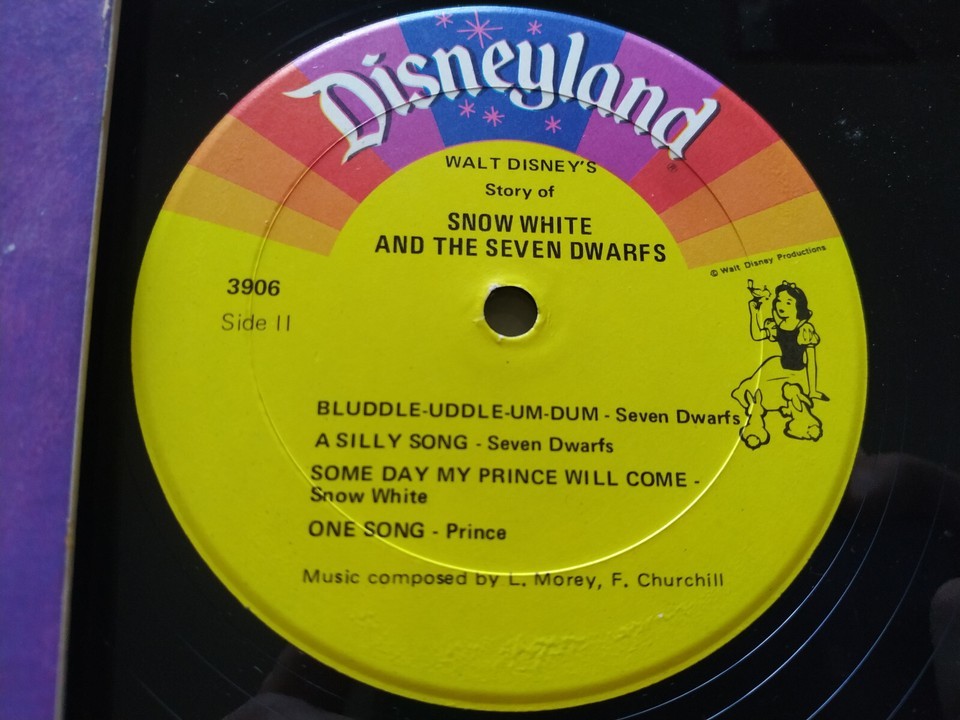 Disneyland
®
WALT DISNEY'S
Story of
SNOW WHITE
AND THE SEVEN DWARFS
© Walt Disney Productions
3906
Side II
BLUDDLE-UDDLE-UM-DUM - Seven Dwarfs
A SILLY SONG - Seven Dwarfs
SOME DAY MY PRINCE WILL COME -
Snow White
ONE SONG - Prince
Music composed by L. Morey, F. Churchill